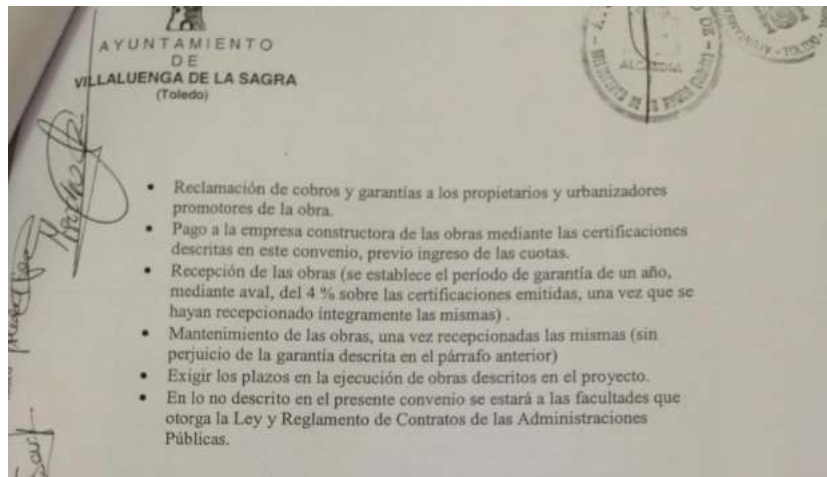 AYUNTAMIENTO
DE
VILLALUENGA DE LA SAGRA
(Toledo)
ALCALDIA
• Reclamación de cobros y garantías a los propietarios y urbanizadores
promotores de la obra.
• Pago a la empresa constructora de las obras mediante las certificaciones
descritas en este convenio, previo ingreso de las cuotas.
• Recepción de las obras (se establece el período de garantía de un año,
mediante aval, del 4 % sobre las certificaciones emitidas, una vez que se
hayan recepcionado íntegramente las mismas) .
• Mantenimiento de las obras, una vez recepcionadas las mismas (sin
perjuicio de la garantía descrita en el párrafo anterior)
• Exigir los plazos en la ejecución de obras descritos en el proyecto.
• En lo no descrito en el presente convenio se estará a las facultades que
otorga la Ley y Reglamento de Contratos de las Administraciones
Públicas.